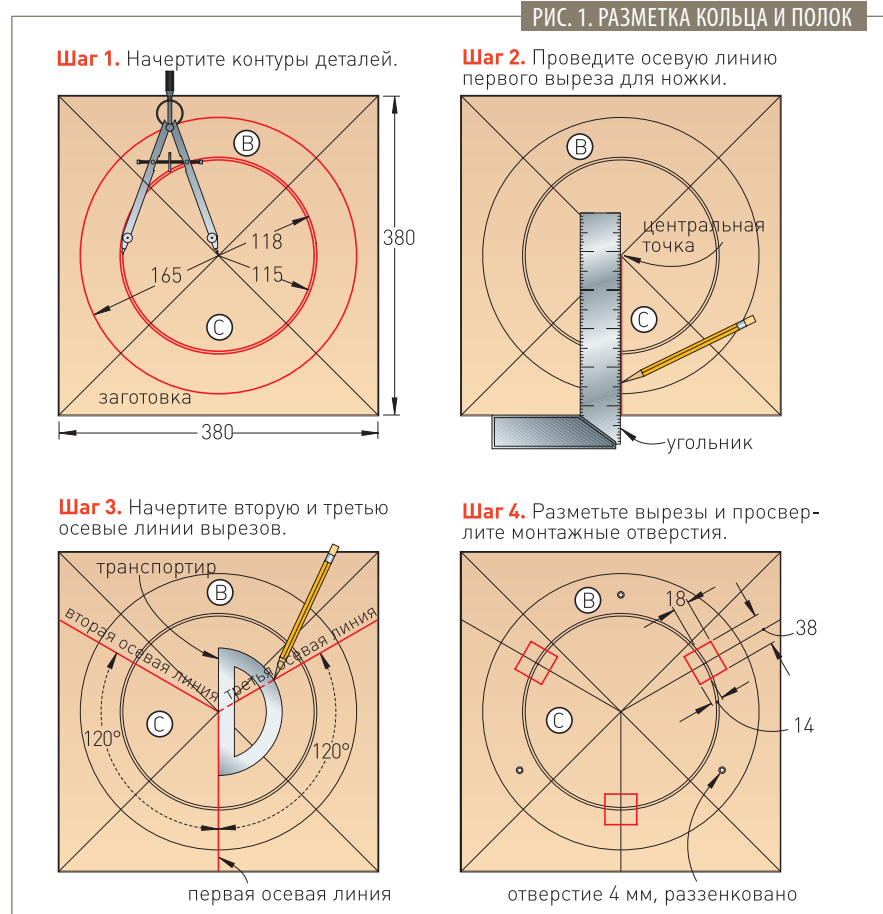 РИС. 1. РАЗМЕТКА КОЛЬЦА И ПОЛОК
Шаг 1. Начертите контуры деталей.
B
118
165
115
C
заготовка
380
380
Шаг 2. Проведите осевую линию
первого выреза для ножки.
B
центральная
точка
C
угольник
Шаг 3. Начертите вторую и третью
осевые линии вырезов.
транспортир
B
вторая осевая линия
третья осевая линия
C
120°
120°
первая осевая линия
Шаг 4. Разметьте вырезы и просвер-
лите монтажные отверстия.
B
18
38
C
14
отверстие 4 мм, раззенковано